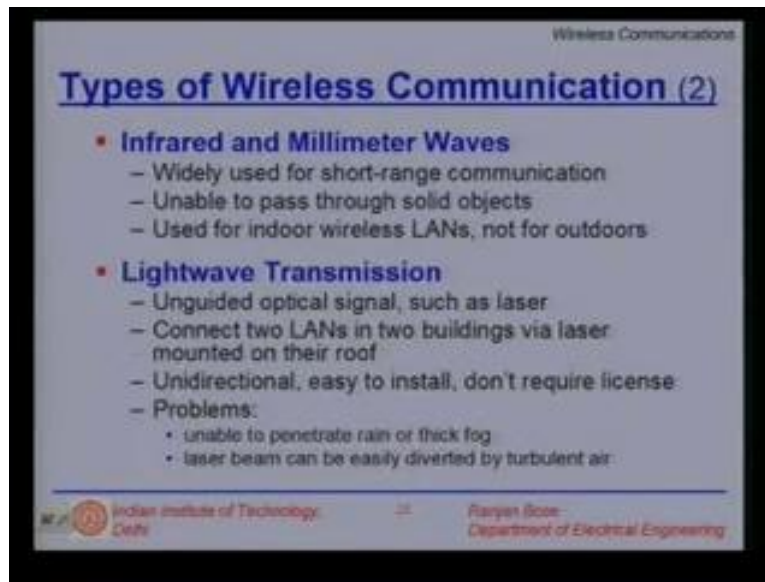 Wireless Communications
Types of Wireless Communication (2)
▪ Infrared and Millimeter Waves
– Widely used for short-range communication
– Unable to pass through solid objects
– Used for indoor wireless LANs, not for outdoors
▪ Lightwave Transmission
– Unguided optical signal, such as laser
– Connect two LANs in two buildings via laser
mounted on their roof
– Unidirectional, easy to install, don't require license
– Problems:
• unable to penetrate rain or thick fog
• laser beam can be easily diverted by turbulent air
Indian Institute of Technology, Ranjan Bose
Delhi Department of Electrical Engineering